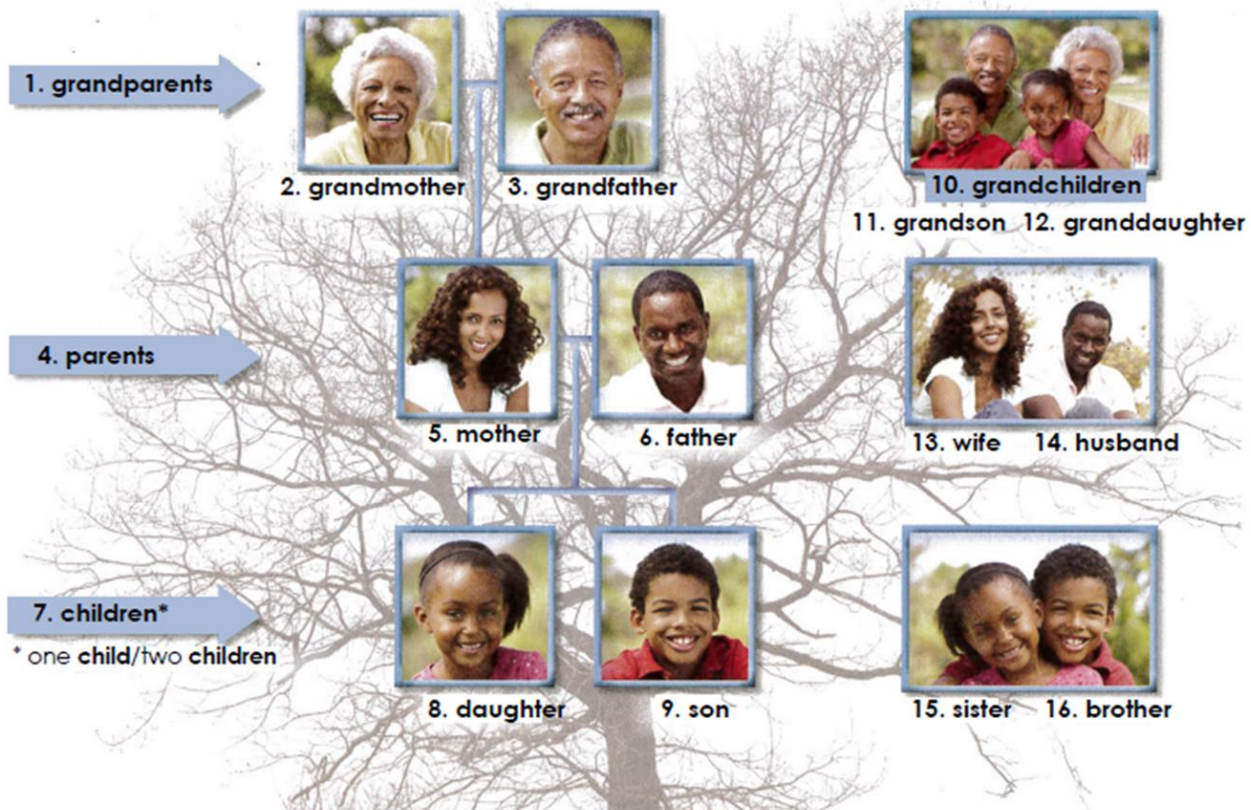 1. grandparents
2. grandmother
3. grandfather
10. grandchildren
11. grandson 12. granddaughter
4. parents
5. mother
6. father
13. wife 14. husband
7. children*
* one child/two children
8. daughter
9. son
15. sister 16. brother